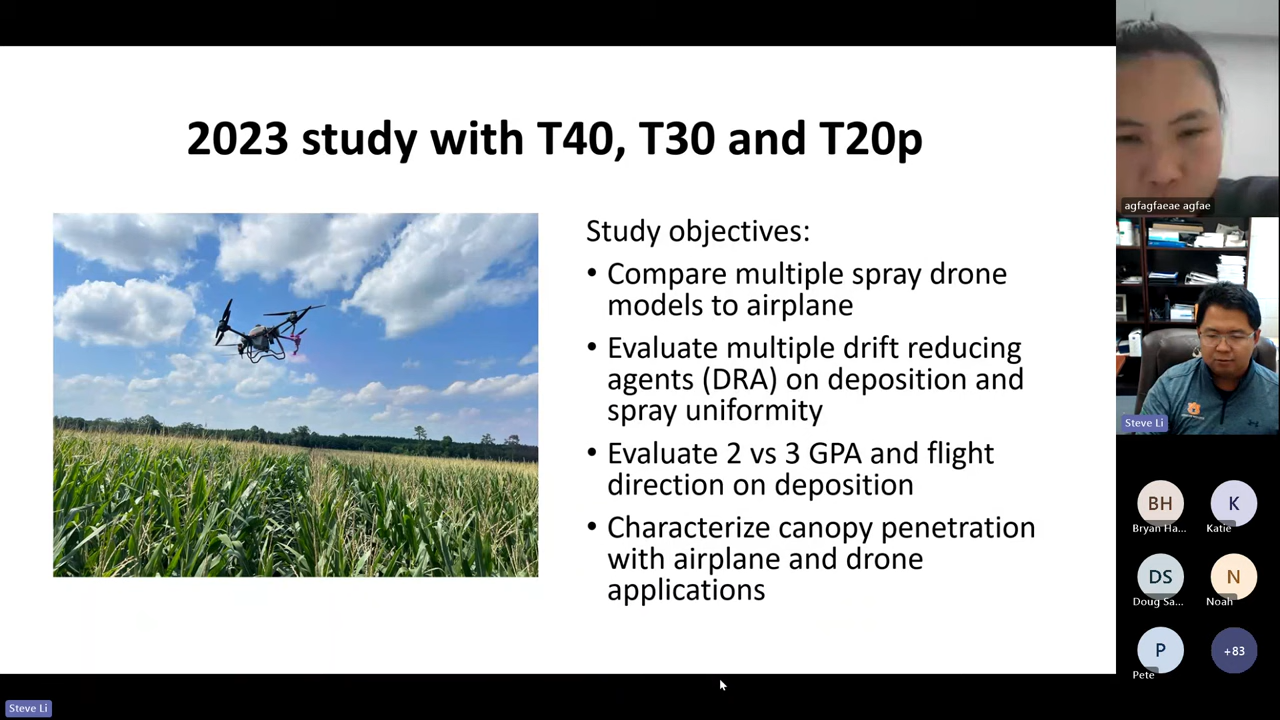 2023 study with T40, T30 and T20p
Study objectives:
• Compare multiple spray drone
models to airplane
• Evaluate multiple drift reducing
agents (DRA) on deposition and
spray uniformity
• Evaluate 2 vs 3 GPA and flight
direction on deposition
• Characterize canopy penetration
with airplane and drone
applications
agfagfaeae agfae
Steve Li
BH
K
Bryan Ha...
Katie
DS
N
Doug Sa...
Noah
P
+83
Pete
Steve Li